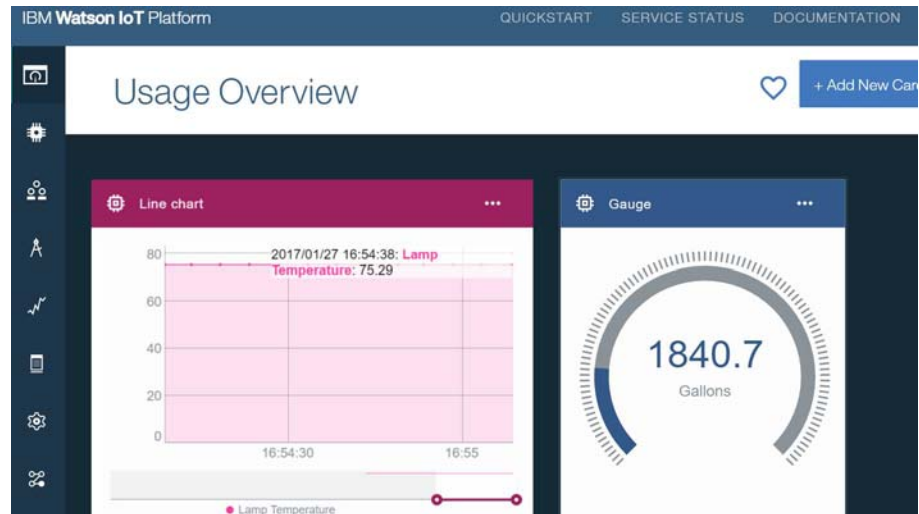 IBM Watson IoT Platform
QUICKSTART
SERVICE STATUS
DOCUMENTATION
Usage Overview
+ Add New Card
Line chart
Gauge
2017/01/27 16:54:38: Lamp
Temperature: 75.29
80
60
40
20
0
16:54:30
16:55
Lamp Temperature
1840.7
Gallons